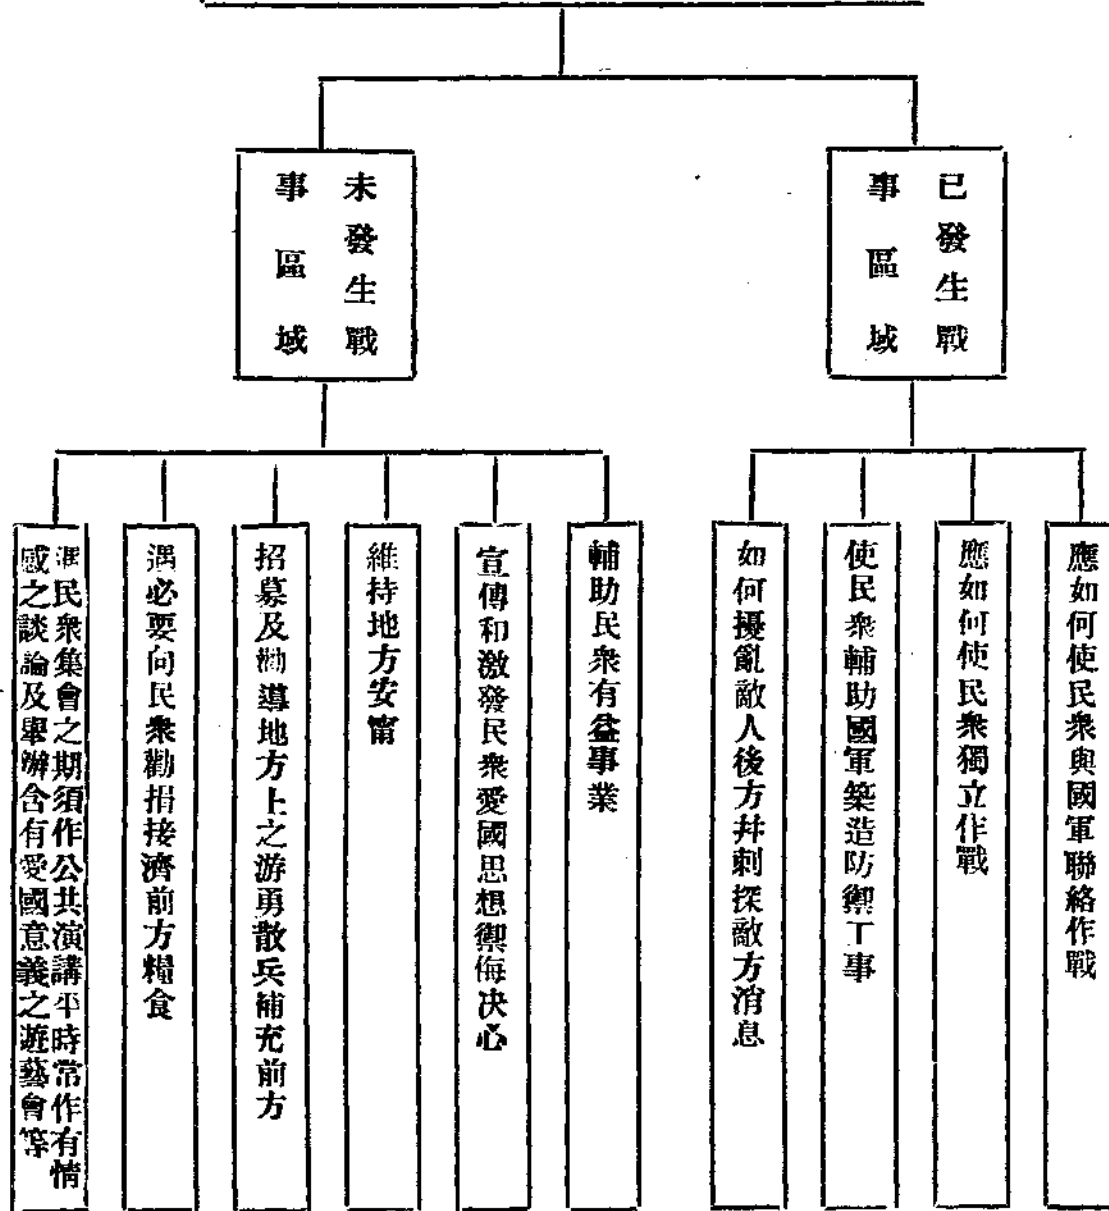 已發生戰
事區域
應如何使民衆與國軍聯絡作戰
應如何使民衆獨立作戰
使民衆輔助國軍築造防禦工事
如何擾亂敵人後方幷刺探敵方消息
未發生戰
事區域
輔助民衆有益事業
宣傳和激發民衆愛國思想禦侮决心
維持地方安甯
招募及勸導地方上之游勇散兵補充前方
遇必要向民衆勸捐接濟前方糧食
遇民衆集會之期須作公共演講平時常作有情
感之談論及舉辦含有愛國意義之遊藝會等